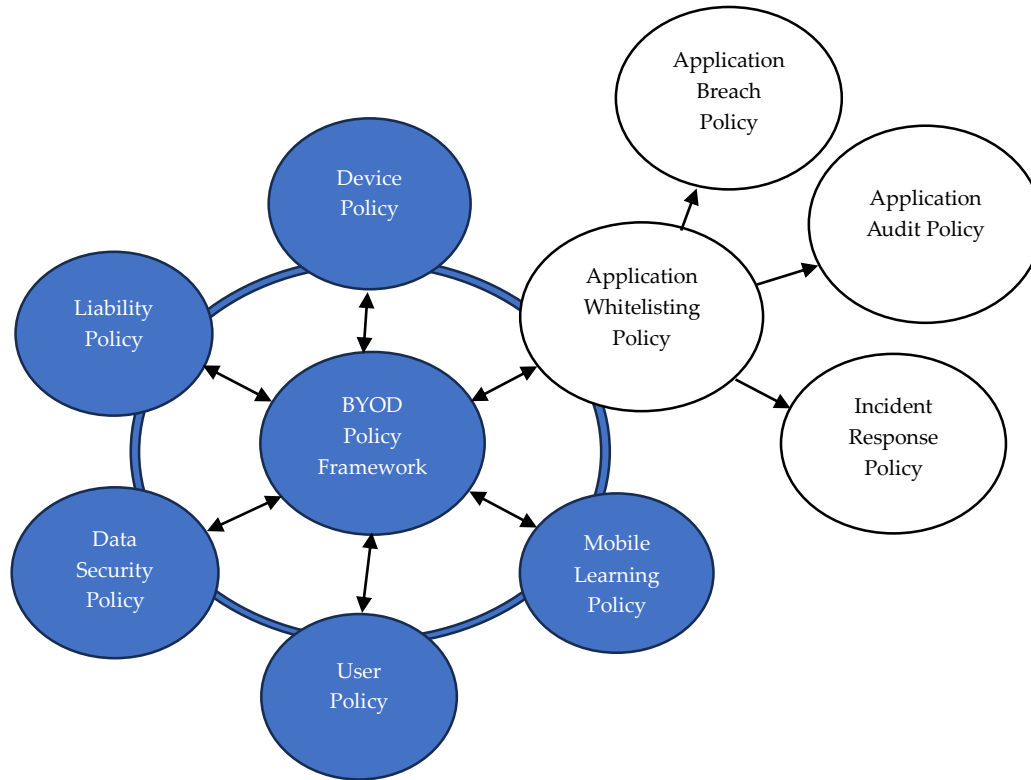 Application
Breach
Policy
Device
Policy
Application
Audit Policy
Application
Whitelisting
Policy
Liability
Policy
BYOD
Policy
Framework
Incident
Response
Policy
Data
Security
Policy
Mobile
Learning
Policy
User
Policy